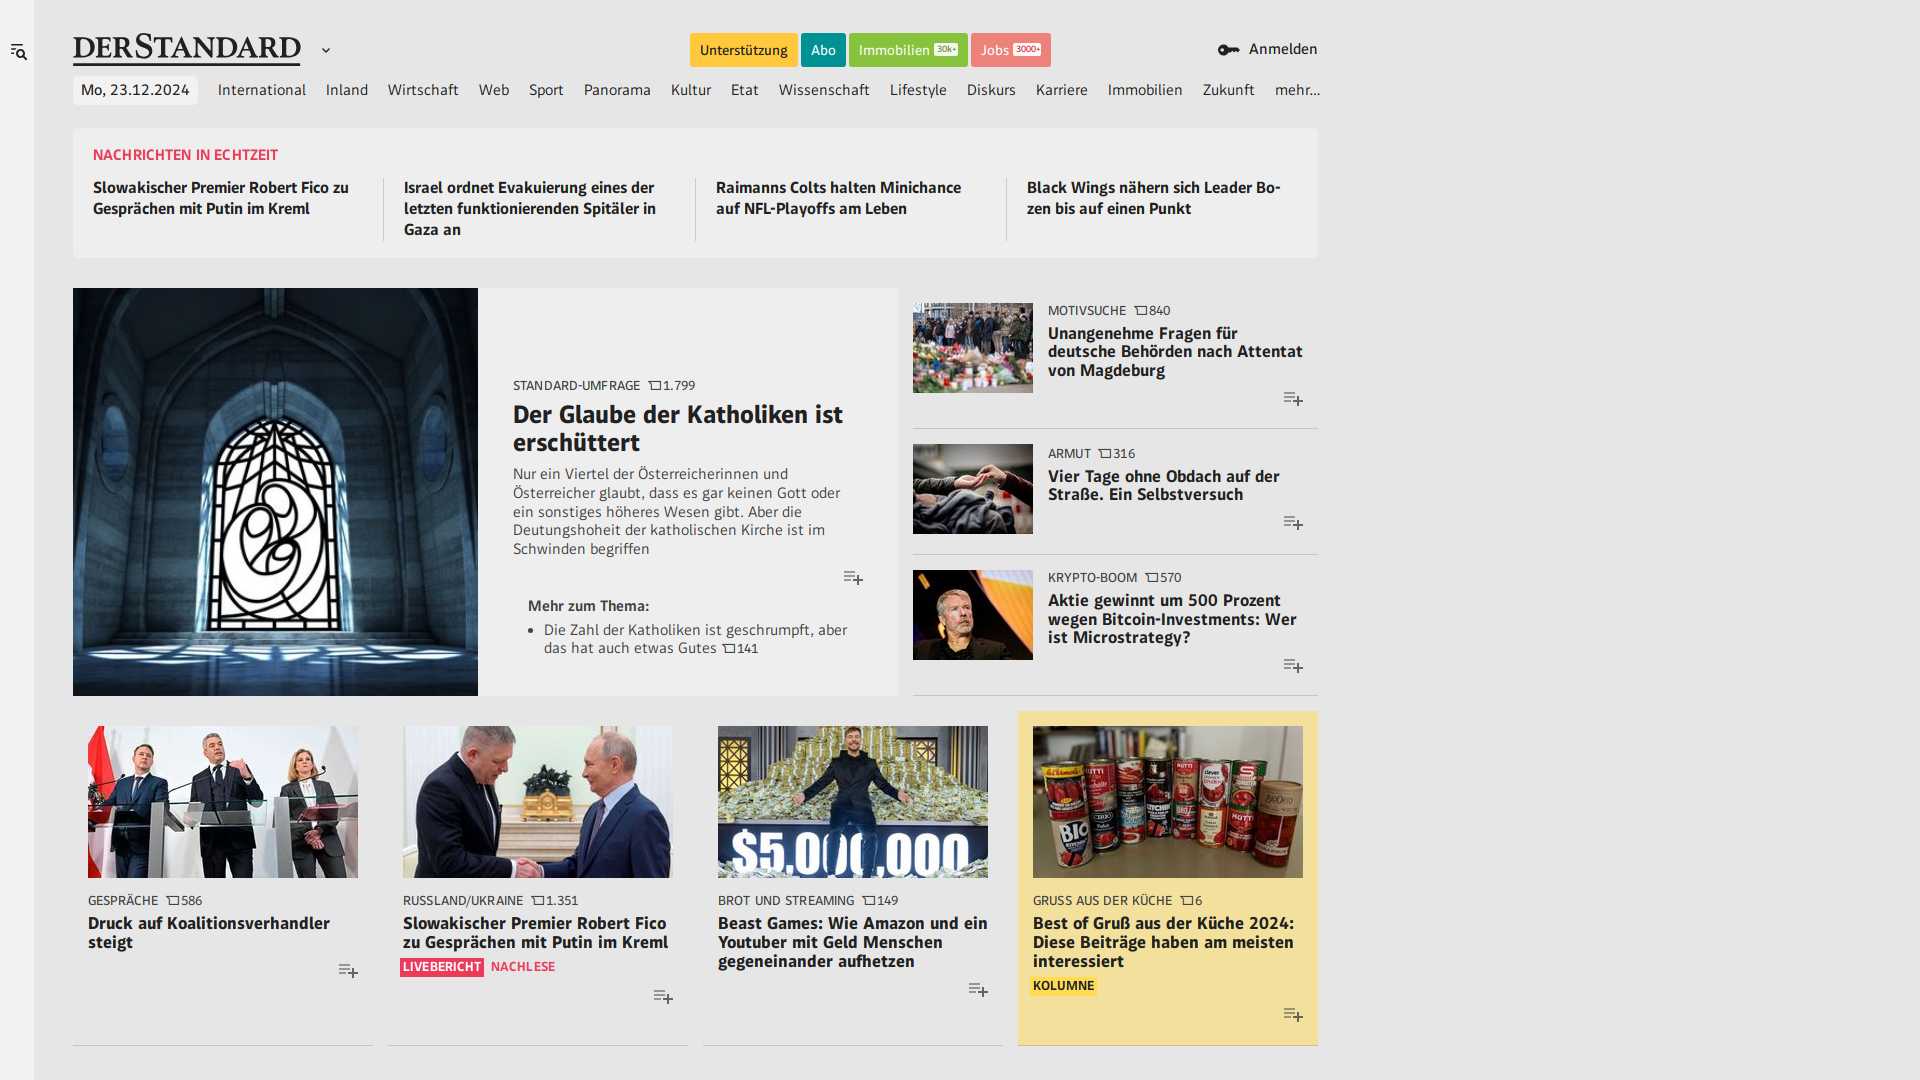 DERSTANDARD
Unterstützung
Abo
Immobilien 30k+
Jobs 3000+
Anmelden
Mo, 23.12.2024
International
Inland
Wirtschaft
Web
Sport
Panorama
Kultur
Etat
Wissenschaft
Lifestyle
Diskurs
Karriere
Immobilien
Zukunft
mehr...
NACHRICHTEN IN ECHTZEIT
Slowakischer Premier Robert Fico zu
Gesprächen mit Putin im Kreml
Israel ordnet Evakuierung eines der
letzten funktionierenden Spitäler in
Gaza an
Raimanns Colts halten Minichance
auf NFL-Playoffs am Leben
Black Wings nähern sich Leader Bo-
zen bis auf einen Punkt
STANDARD-UMFRAGE 1.799
Der Glaube der Katholiken ist
erschüttert
Nur ein Viertel der Österreicherinnen und
Österreicher glaubt, dass es gar keinen Gott oder
ein sonstiges höheres Wesen gibt. Aber die
Deutungshoheit der katholischen Kirche ist im
Schwinden begriffen
Mehr zum Thema:
Die Zahl der Katholiken ist geschrumpft, aber
das hat auch etwas Gutes 141
MOTIVSUCHE 840
Unangenehme Fragen für
deutsche Behörden nach Attentat
von Magdeburg
ARMUT 316
Vier Tage ohne Obdach auf der
Straße. Ein Selbstversuch
KRYPTO-BOOM 570
Aktie gewinnt um 500 Prozent
wegen Bitcoin-Investments: Wer
ist Microstrategy?
GESPRÄCHE 586
Druck auf Koalitionsverhandler
steigt
RUSSLAND/UKRAINE 1.351
Slowakischer Premier Robert Fico
zu Gesprächen mit Putin im Kreml
LIVEBERICHT NACHLESE
$5,000,000
BROT UND STREAMING 149
Beast Games: Wie Amazon und ein
Youtuber mit Geld Menschen
gegeneinander aufhetzen
MUTTI
BIO
MUTTI
GRUSS AUS DER KÜCHE 6
Best of Gruß aus der Küche 2024:
Diese Beiträge haben am meisten
interessiert
KOLUMNE